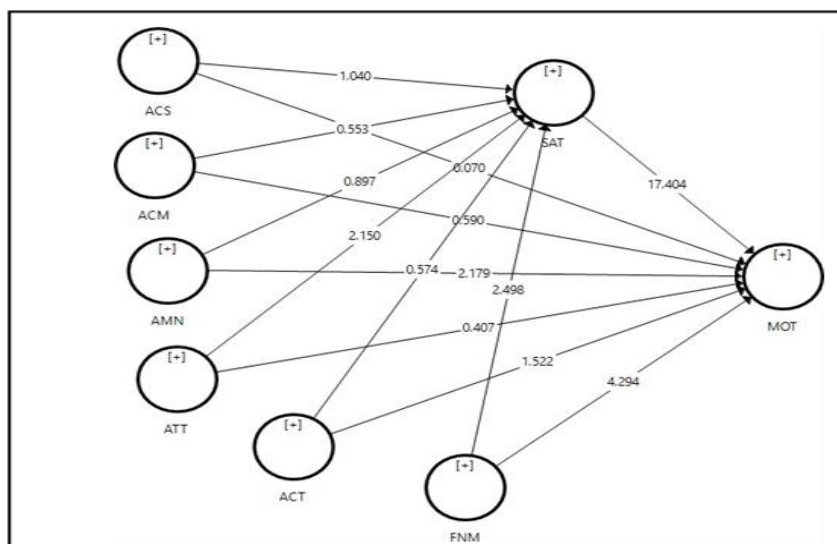 [+]
ACS
[+]
SAT
[+]
ACM
[+]
AMN
[+]
MOT
[+]
ATT
[+]
ACT
[+]
FNM
1.040
0.553
0.897
2.150
0.574
2.498
0.070
0.590
2.179
0.407
1.522
4.294
17.404